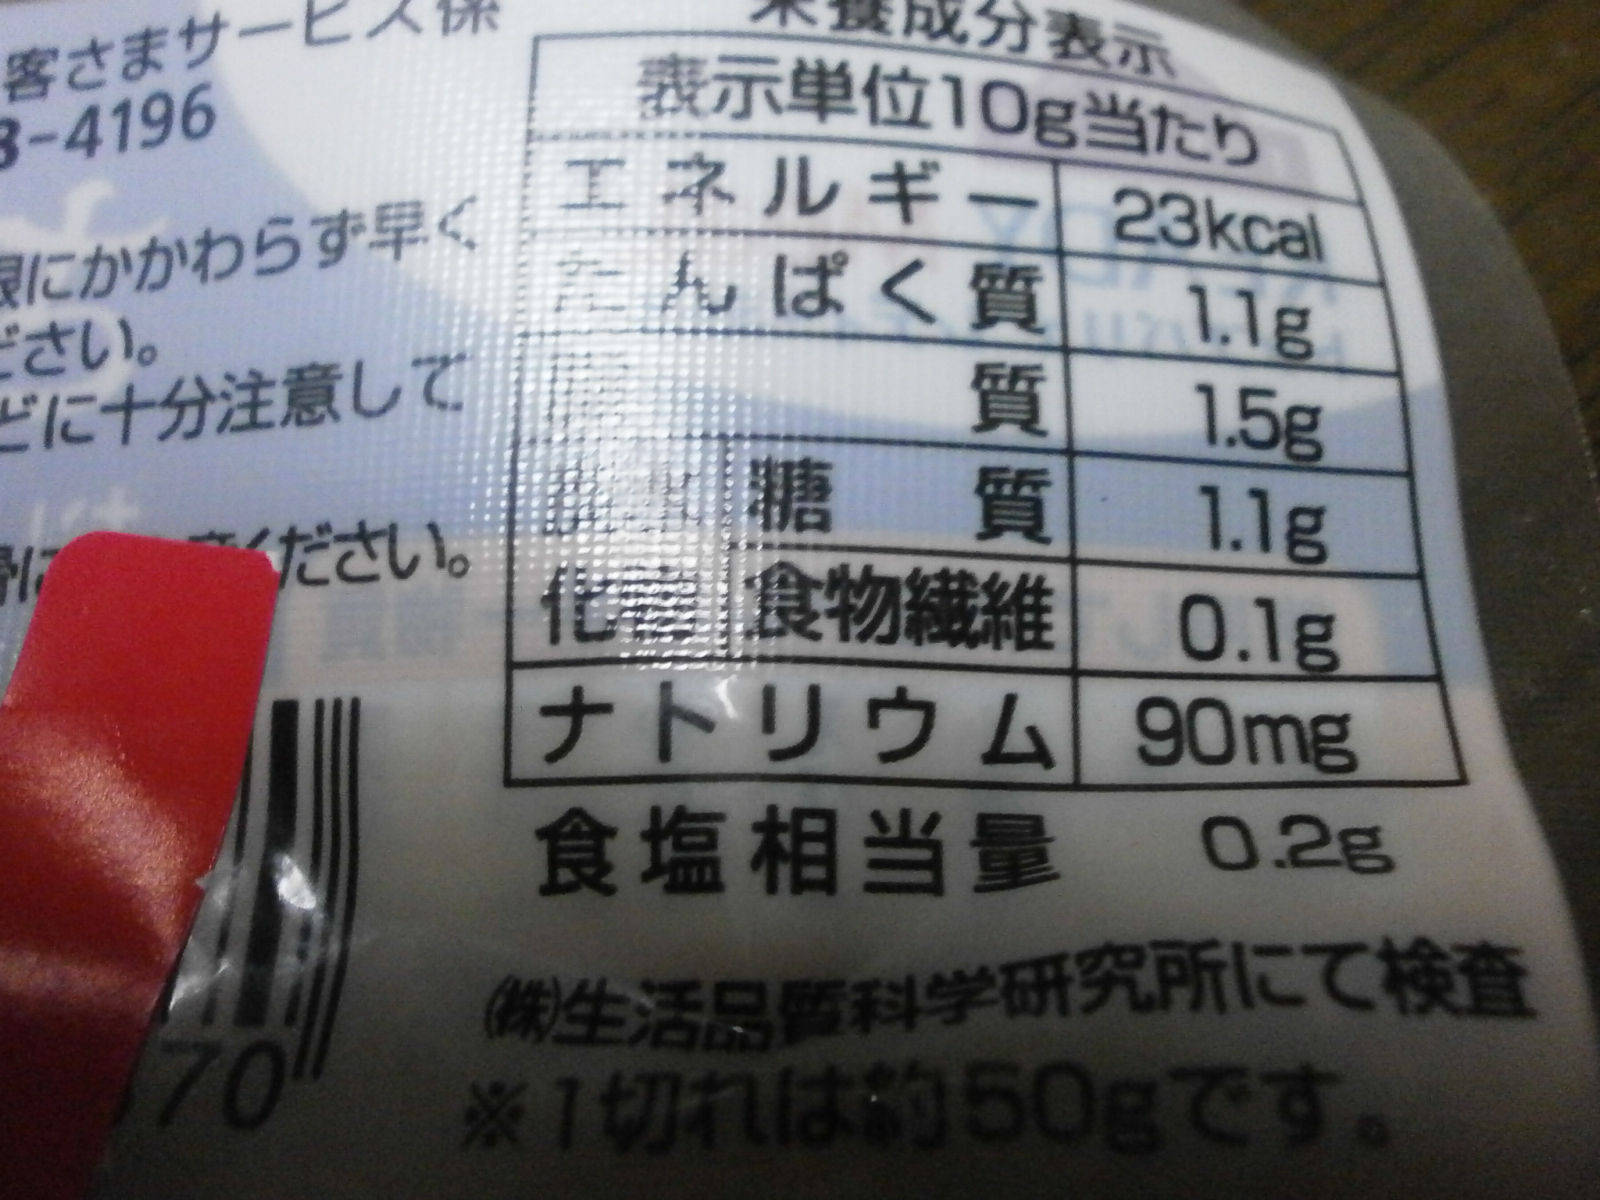 客さまサービス係
3-4196
限にかかわらず早く
ださい。
どに十分注意して
ください。
70
栄養成分表示
表示単位10g当たり
エネルギー 23kcal
たんぱく質 1.1g
脂質 1.5g
炭水化物 糖質 1.1g
食物繊維 0.1g
ナトリウム 90mg
食塩相当量 0.2g
㈱生活品質科学研究所にて検査
※1切れは約50gです。